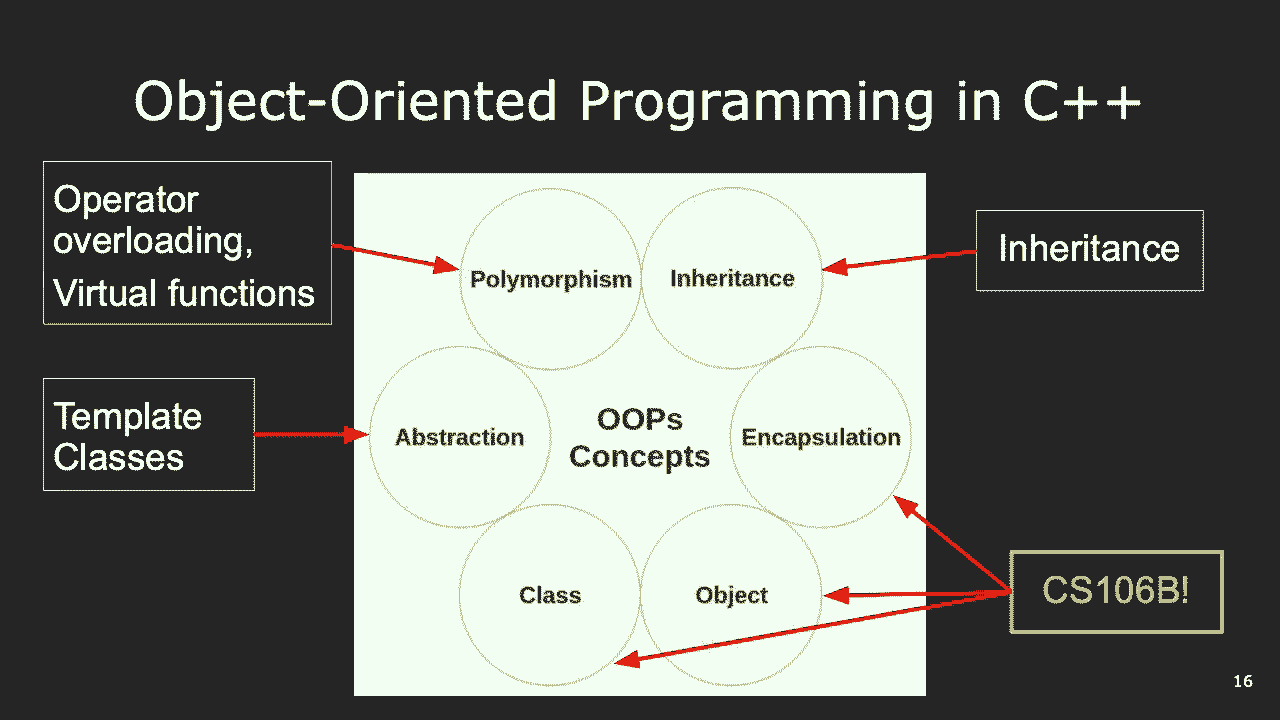 Object-Oriented Programming in C++
Operator
overloading,
Virtual functions
Polymorphism
Inheritance
Inheritance
Template
Classes
Abstraction
OOPs
Concepts
Encapsulation
Class
Object
CS106B!
16